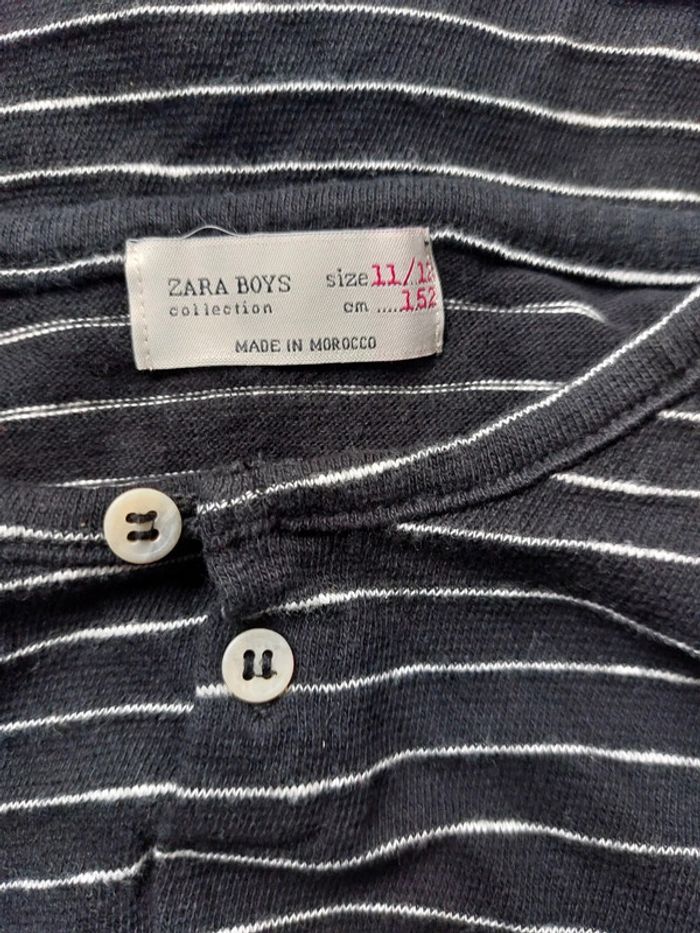 ZARA BOYS size 11/12
collection cm ..... 152
MADE IN MOROCCO